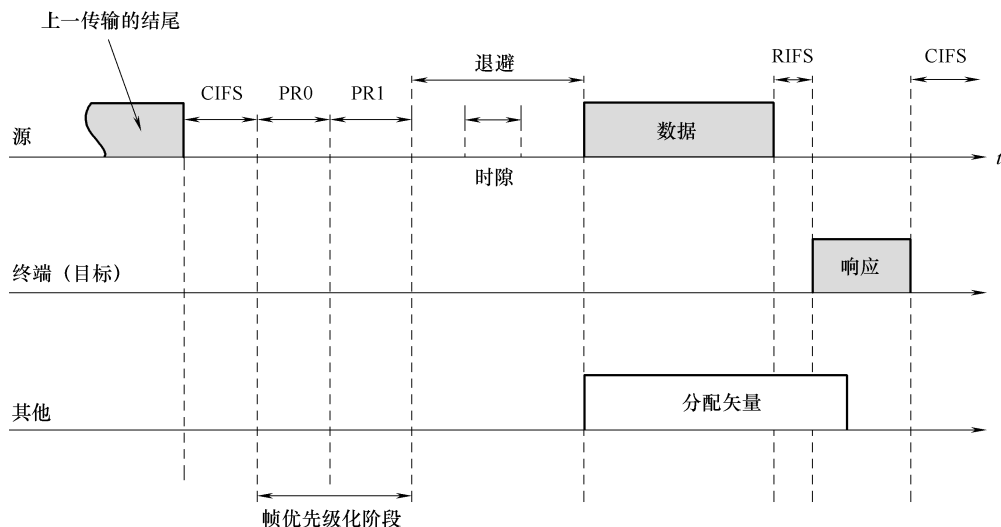 上一传输的结尾
CIFS
PR0
PR1
退避
RIFS
CIFS
源
数据
t
时隙
终端（目标）
响应
其他
分配矢量
帧优先级化阶段